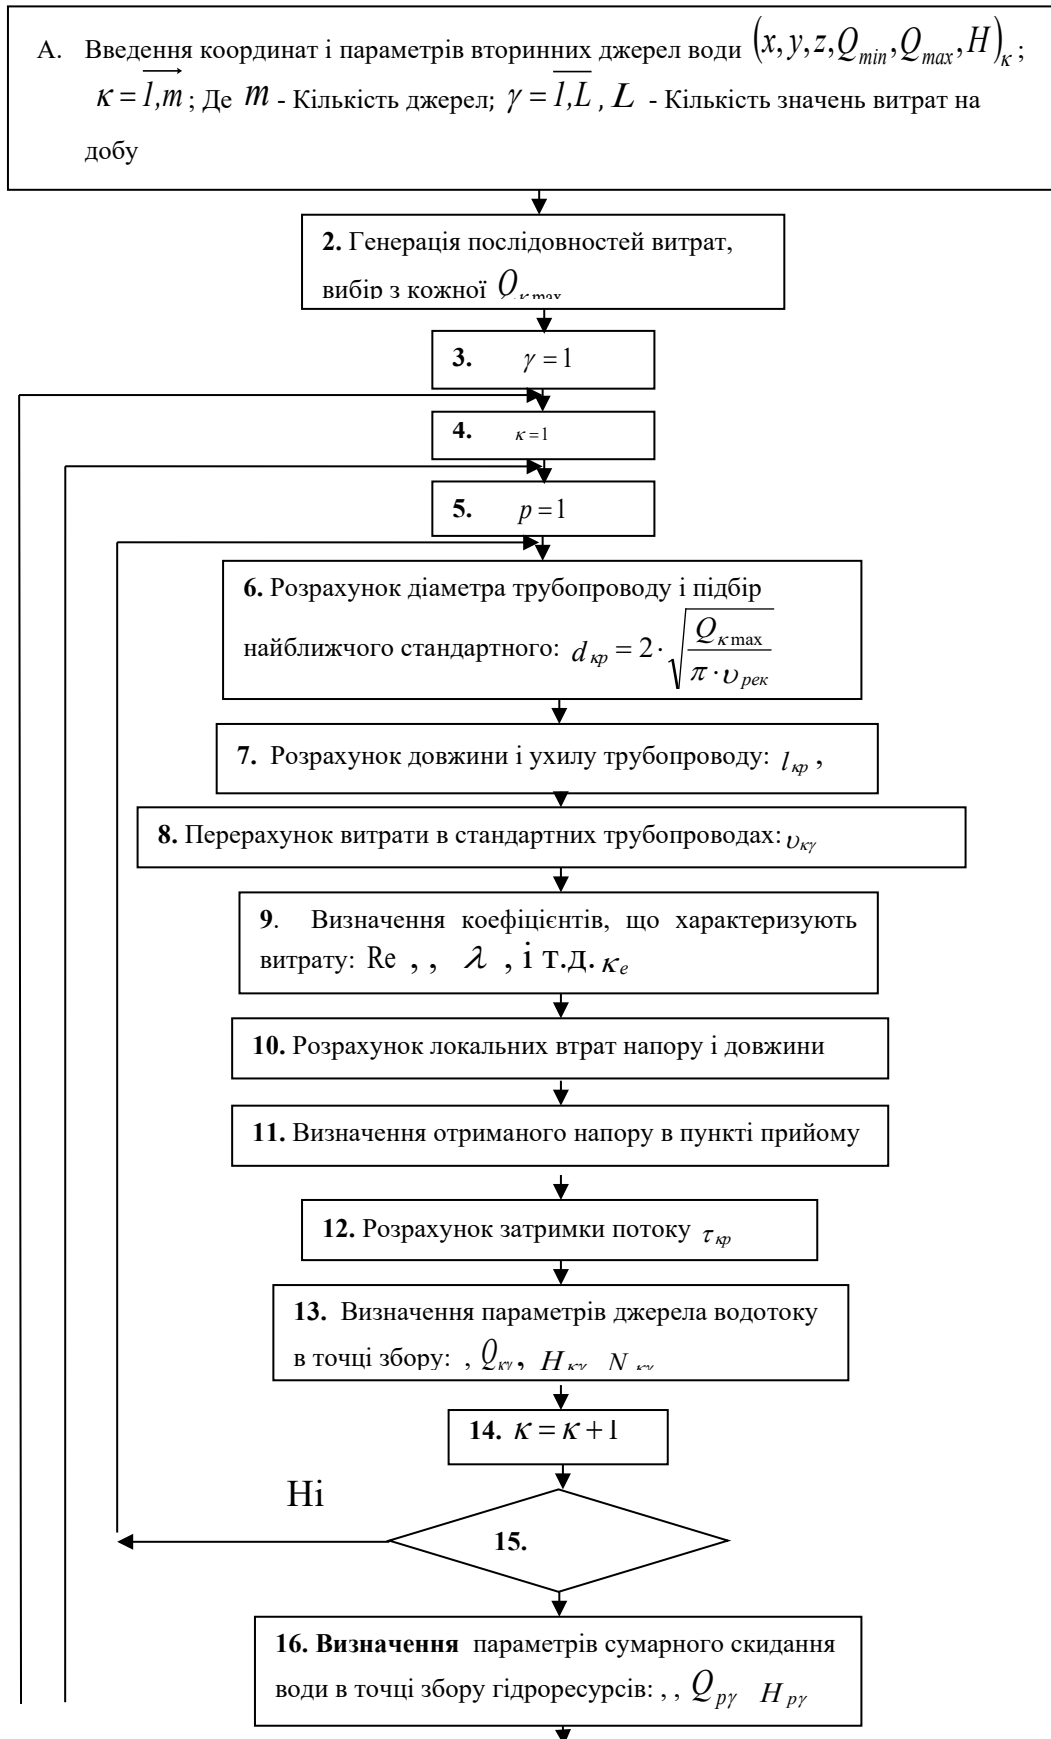 А. Введення координат і параметрів вторинних джерел води (x, y, z, Q_min, Q_max, H)_κ ;
κ = 1,m ; Де m - Кількість джерел; γ = 1,L , L - Кількість значень витрат на
добу
2. Генерація послідовностей витрат,
вибір з кожної Q_κ max
3. γ = 1
4. κ = 1
5. p = 1
6. Розрахунок діаметра трубопроводу і підбір
найближчого стандартного: d_κp = 2 · √(Q_κ max / (π · υ_рек))
7. Розрахунок довжини і ухилу трубопроводу: l_κp ,
8. Перерахунок витрати в стандартних трубопроводах: υ_κγ
9. Визначення коефіцієнтів, що характеризують
витрату: Re , , λ , і т.д. κ_e
10. Розрахунок локальних втрат напору і довжини
11. Визначення отриманого напору в пункті прийому
12. Розрахунок затримки потоку τ_κp
13. Визначення параметрів джерела водотоку
в точці збору: , Q_κγ, H_κγ N_κγ
14. κ = κ + 1
Ні
15.
16. Визначення параметрів сумарного скидання
води в точці збору гідроресурсів: , , Q_pγ H_pγ